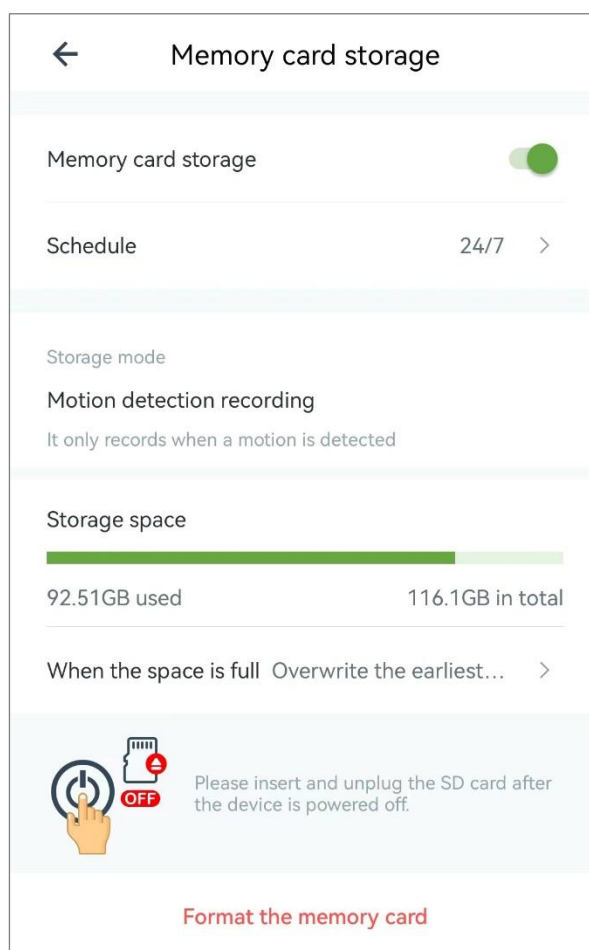 Memory card storage
Memory card storage
Schedule 24/7
Storage mode
Motion detection recording
It only records when a motion is detected
Storage space
92.51GB used 116.1GB in total
When the space is full Overwrite the earliest...
OFF
Please insert and unplug the SD card after
the device is powered off.
Format the memory card